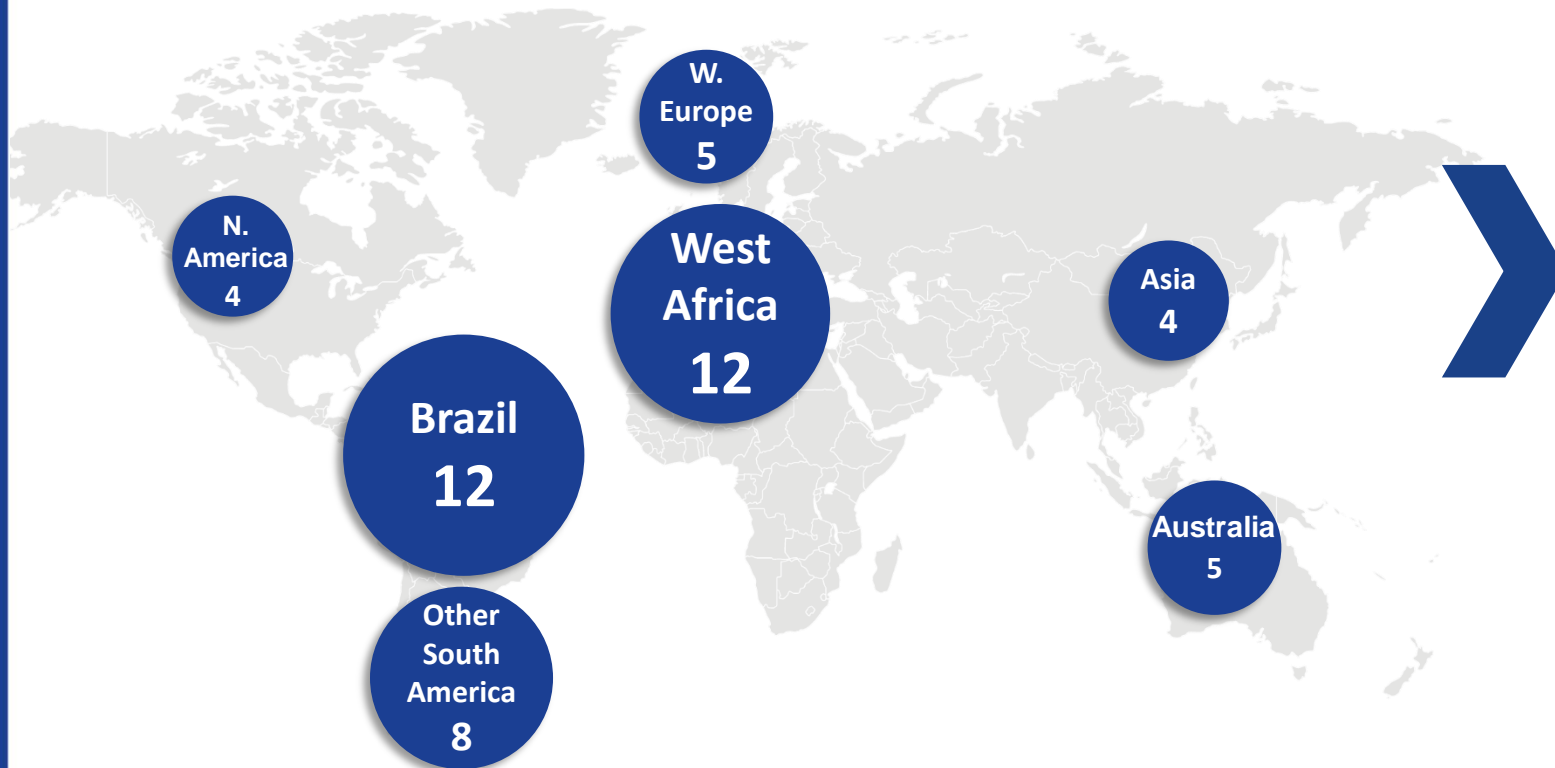 W.
Europe
5
N.
America
4
West
Africa
12
Asia
4
Brazil
12
Australia
5
Other
South
America
8